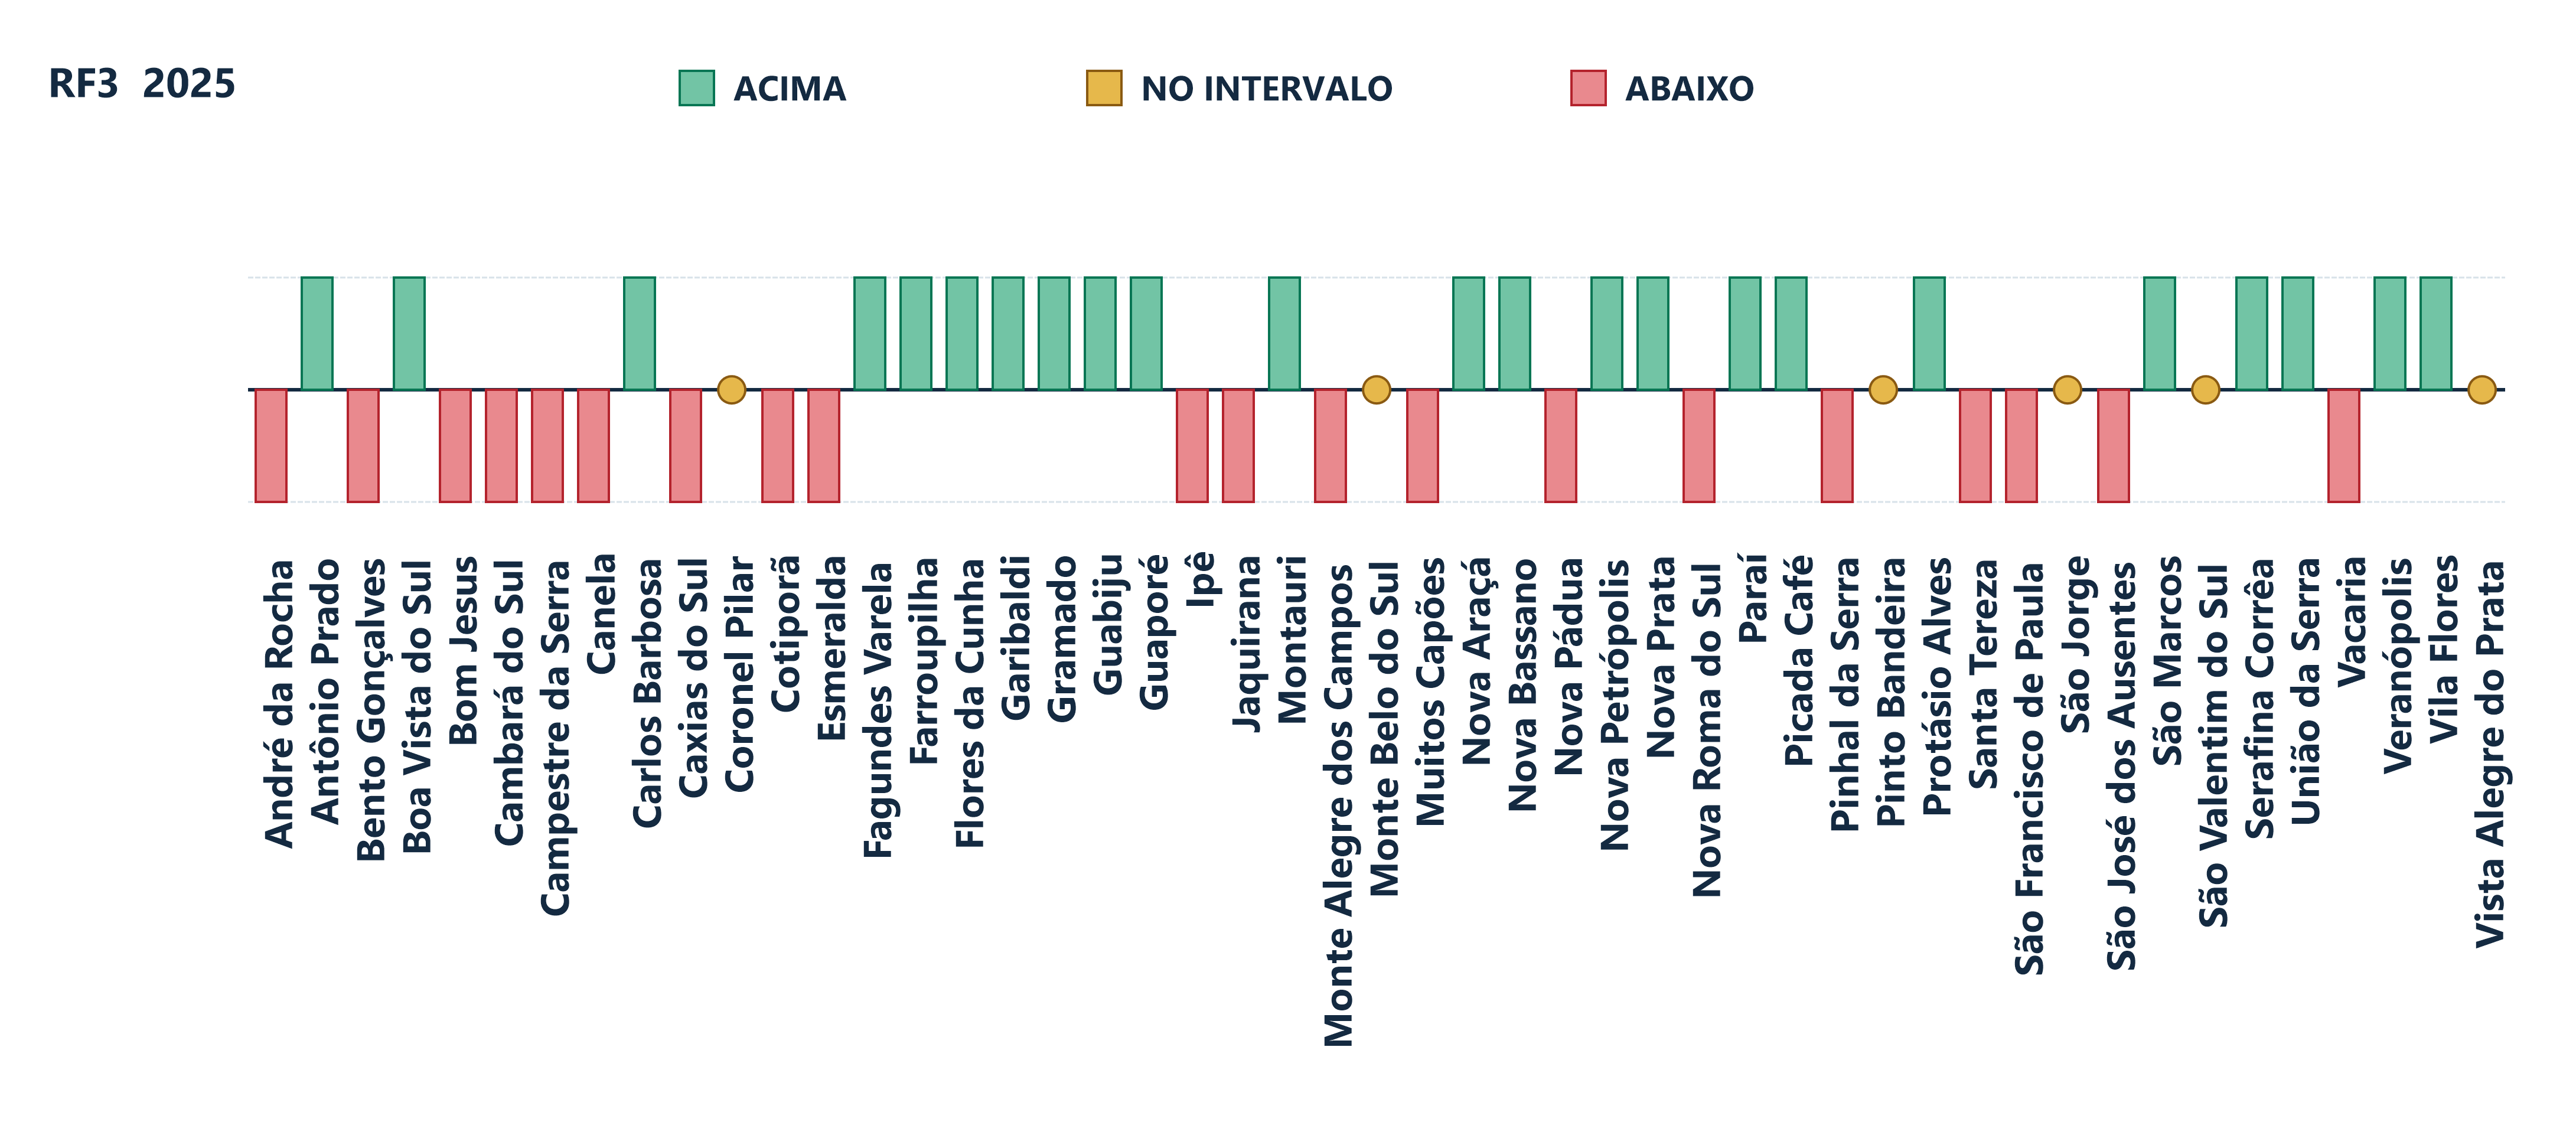 RF3 2025
ACIMA
NO INTERVALO
ABAIXO
André da Rocha
Antônio Prado
Bento Gonçalves
Boa Vista do Sul
Bom Jesus
Cambará do Sul
Campestre da Serra
Canela
Carlos Barbosa
Caxias do Sul
Coronel Pilar
Cotiporã
Esmeralda
Fagundes Varela
Farroupilha
Flores da Cunha
Garibaldi
Gramado
Guabiju
Guaporé
Ipê
Jaquirana
Montauri
Monte Alegre dos Campos
Monte Belo do Sul
Muitos Capões
Nova Araçá
Nova Bassano
Nova Pádua
Nova Petrópolis
Nova Prata
Nova Roma do Sul
Paraí
Picada Café
Pinhal da Serra
Pinto Bandeira
Protásio Alves
Santa Tereza
São Francisco de Paula
São Jorge
São José dos Ausentes
São Marcos
São Valentim do Sul
Serafina Corrêa
União da Serra
Vacaria
Veranópolis
Vila Flores
Vista Alegre do Prata